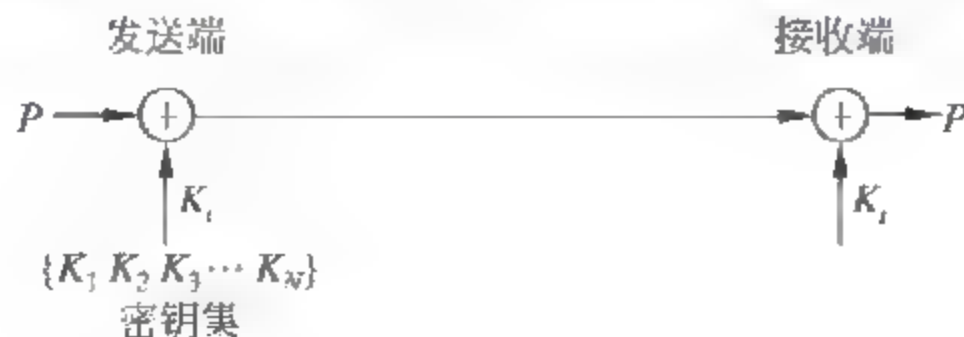 发送端 接收端
P + + P
K_i K_i
{K_1 K_2 K_3 ⋯ K_N}
密钥集